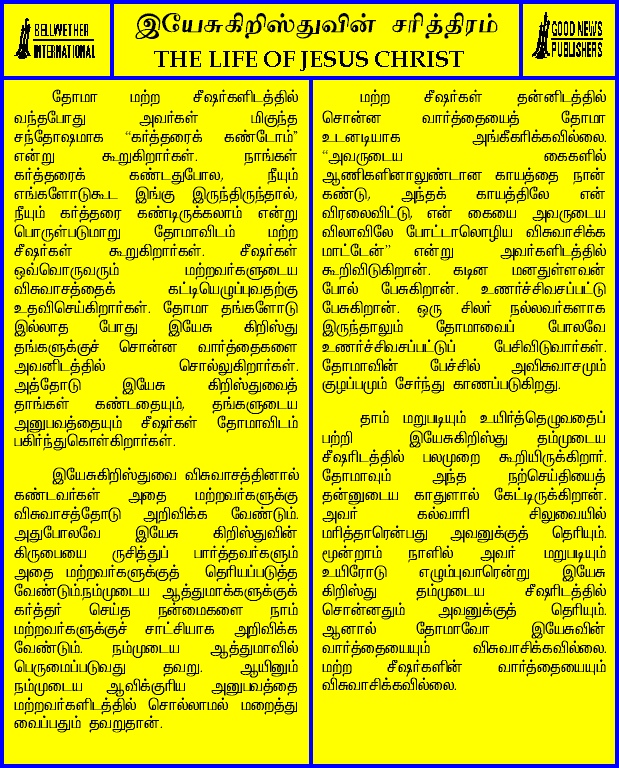 BELLWETHER
INTERNATIONAL
இயேசுகிறிஸ்துவின் சரித்திரம்
THE LIFE OF JESUS CHRIST
GOOD NEWS
PUBLISHERS
தோமா மற்ற சீஷர்களிடத்தில்
வந்தபோது அவர்கள் மிகுந்த
சந்தோஷமாக “கர்த்தரைக் கண்டோம்”
என்று கூறுகிறார்கள். நாங்கள்
கர்த்தரைக் கண்டதுபோல, நீயும்
எங்களோடுகூட இங்கு இருந்திருந்தால்,
நீயும் கர்த்தரை கண்டிருக்கலாம் என்று
பொருள்படுமாறு தோமாவிடம் மற்ற
சீஷர்கள் கூறுகிறார்கள். சீஷர்கள்
ஒவ்வொருவரும் மற்றவர்களுடைய
விசுவாசத்தைக் கட்டியெழுப்புவதற்கு
உதவிசெய்கிறார்கள். தோமா தங்களோடு
இல்லாத போது இயேசு கிறிஸ்து
தங்களுக்குச் சொன்ன வார்த்தைகளை
அவனிடத்தில் சொல்லுகிறார்கள்.
அத்தோடு இயேசு கிறிஸ்துவைத்
தாங்கள் கண்டதையும், தங்களுடைய
அனுபவத்தையும் சீஷர்கள் தோமாவிடம்
பகிர்ந்துகொள்கிறார்கள்.
இயேசுகிறிஸ்துவை விசுவாசத்தினால்
கண்டவர்கள் அதை மற்றவர்களுக்கு
விசுவாசத்தோடு அறிவிக்க வேண்டும்.
அதுபோலவே இயேசு கிறிஸ்துவின்
கிருபையை ருசித்துப் பார்த்தவர்களும்
அதை மற்றவர்களுக்குத் தெரியப்படுத்த
வேண்டும்.நம்முடைய ஆத்துமாக்களுக்குக்
கர்த்தர் செய்த நன்மைகளை நாம்
மற்றவர்களுக்குச் சாட்சியாக அறிவிக்க
வேண்டும். நம்முடைய ஆத்துமாவில்
பெருமைப்படுவது தவறு. ஆயினும்
நம்முடைய ஆவிக்குரிய அனுபவத்தை
மற்றவர்களிடத்தில் சொல்லாமல் மறைத்து
வைப்பதும் தவறுதான்.
மற்ற சீஷர்கள் தன்னிடத்தில்
சொன்ன வார்த்தையைத் தோமா
உடனடியாக அங்கீகரிக்கவில்லை.
“அவருடைய கைகளில்
ஆணிகளினாலுண்டான காயத்தை நான்
கண்டு, அந்தக் காயத்திலே என்
விரலைவிட்டு, என் கையை அவருடைய
விலாவிலே போட்டாலொழிய விசுவாசிக்க
மாட்டேன்” என்று அவர்களிடத்தில்
கூறிவிடுகிறான். கடின மனதுள்ளவன்
போல் பேசுகிறான். உணர்ச்சிவசப்பட்டு
பேசுகிறான். ஒரு சிலர் நல்லவர்களாக
இருந்தாலும் தோமாவைப் போலவே
உணர்ச்சிவசப்பட்டுப் பேசிவிடுவார்கள்.
தோமாவின் பேச்சில் அவிசுவாசமும்
குழப்பமும் சேர்ந்து காணப்படுகிறது.
தாம் மறுபடியும் உயிர்த்தெழுவதைப்
பற்றி இயேசுகிறிஸ்து தம்முடைய
சீஷரிடத்தில் பலமுறை கூறியிருக்கிறார்.
தோமாவும் அந்த நற்செய்தியைத்
தன்னுடைய காதுளால் கேட்டிருக்கிறான்.
அவர் கல்வாரி சிலுவையில்
மரித்தாரென்பது அவனுக்குத் தெரியும்.
மூன்றாம் நாளில் அவர் மறுபடியும்
உயிரோடு எழும்புவாரென்று இயேசு
கிறிஸ்து தம்முடைய சீஷரிடத்தில்
சொன்னதும் அவனுக்குத் தெரியும்.
ஆனால் தோமாவோ இயேசுவின்
வார்த்தையையும் விசுவாசிக்கவில்லை.
மற்ற சீஷர்களின் வார்த்தையையும்
விசுவாசிக்கவில்லை.